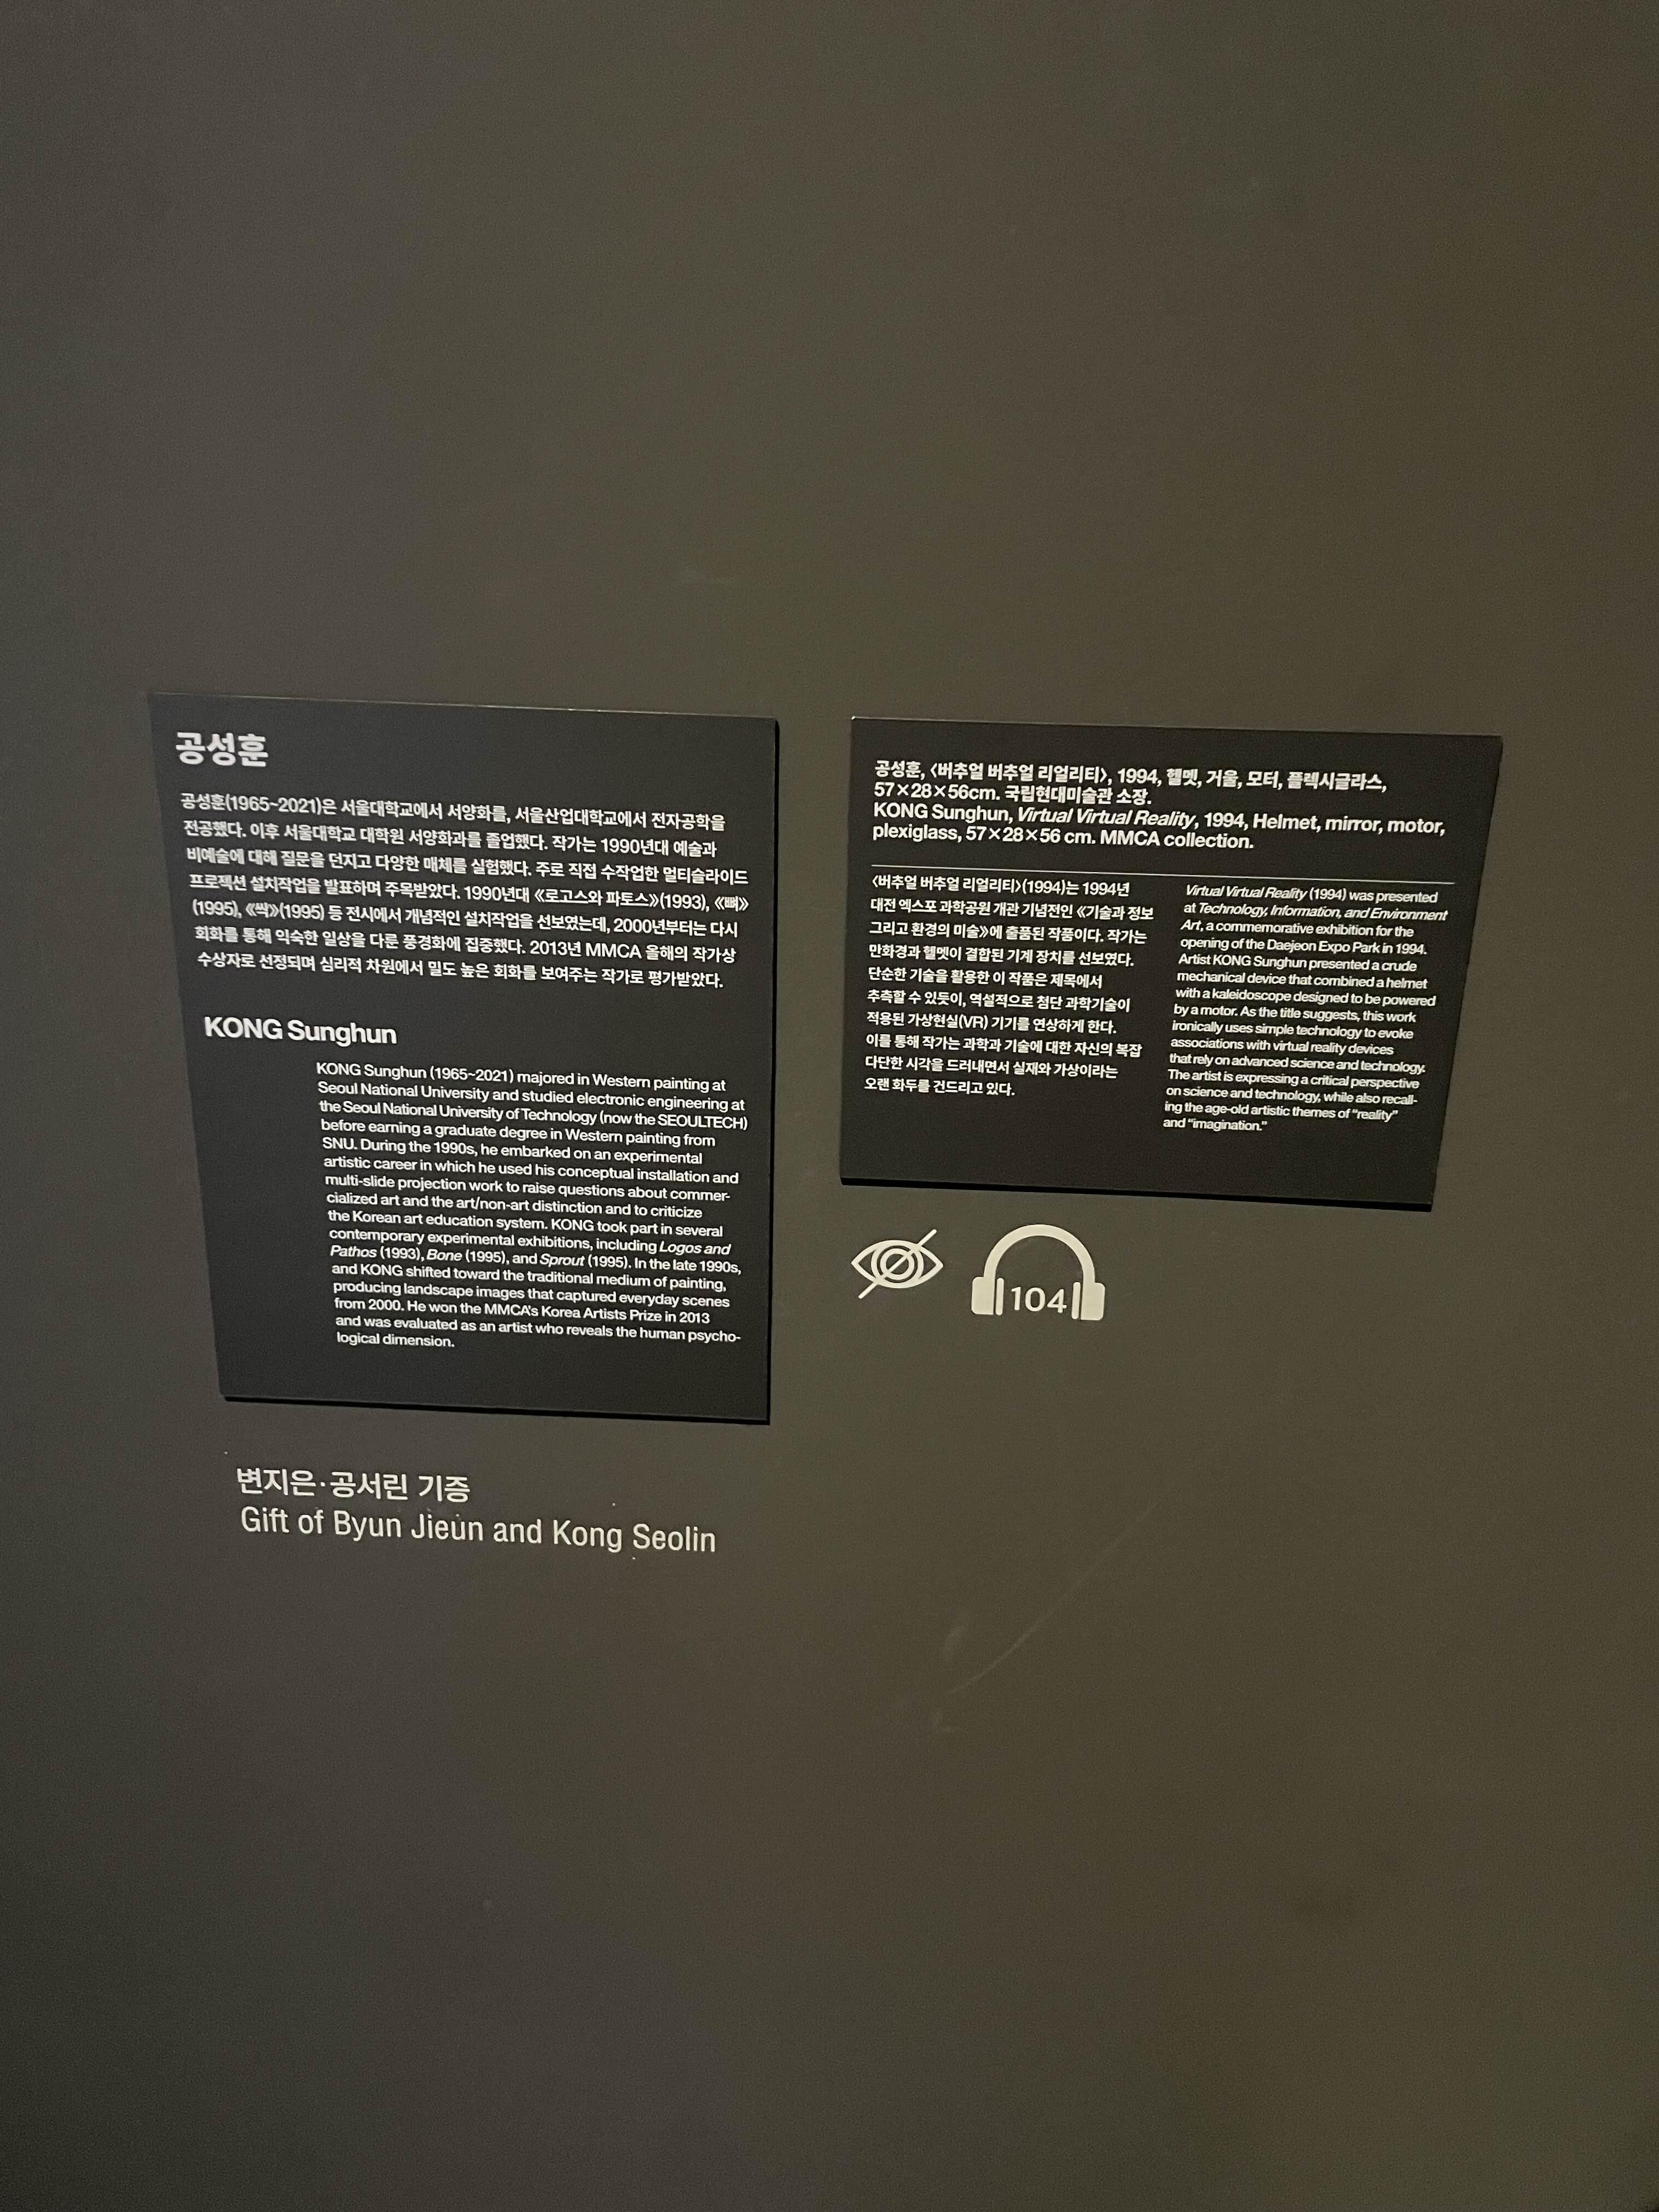 공성훈
공성훈(1965~2021)은 서울대학교에서 서양화를, 서울산업대학교에서 전자공학을
전공했다. 이후 서울대학교 대학원 서양화과를 졸업했다. 작가는 1990년대 예술과
비예술에 대해 질문을 던지고 다양한 매체를 실험했다. 주로 직접 수작업한 멀티슬라이드
프로젝션 설치작업을 발표하며 주목받았다. 1990년대 《로고스와 파토스》(1993), 《뼈》
(1995), 《싹》(1995) 등 전시에서 개념적인 설치작업을 선보였는데, 2000년부터는 다시
회화를 통해 익숙한 일상을 다룬 풍경화에 집중했다. 2013년 MMCA 올해의 작가상
수상자로 선정되며 심리적 차원에서 밀도 높은 회화를 보여주는 작가로 평가받았다.
KONG Sunghun
KONG Sunghun (1965~2021) majored in Western painting at
Seoul National University and studied electronic engineering at
the Seoul National University of Technology (now the SEOULTECH)
before earning a graduate degree in Western painting from
SNU. During the 1990s, he embarked on an experimental
artistic career in which he used his conceptual installation and
multi-slide projection work to raise questions about commer-
cialized art and the art/non-art distinction and to criticize
the Korean art education system. KONG took part in several
contemporary experimental exhibitions, including Logos and
Pathos (1993), Bone (1995), and Sprout (1995). In the late 1990s,
and KONG shifted toward the traditional medium of painting,
producing landscape images that captured everyday scenes
from 2000. He won the MMCA's Korea Artists Prize in 2013
and was evaluated as an artist who reveals the human psycho-
logical dimension.
변지은·공서린 기증
Gift of Byun Jieun and Kong Seolin
공성훈, 〈버추얼 버추얼 리얼리티〉, 1994, 헬멧, 거울, 모터, 플렉시글라스,
57×28×56cm. 국립현대미술관 소장.
KONG Sunghun, Virtual Virtual Reality, 1994, Helmet, mirror, motor,
plexiglass, 57×28×56 cm. MMCA collection.
〈버추얼 버추얼 리얼리티〉(1994)는 1994년
대전 엑스포 과학공원 개관 기념전인 《기술과 정보
그리고 환경의 미술》에 출품된 작품이다. 작가는
만화경과 헬멧이 결합된 기계 장치를 선보였다.
단순한 기술을 활용한 이 작품은 제목에서
추측할 수 있듯이, 역설적으로 첨단 과학기술이
적용된 가상현실(VR) 기기를 연상하게 한다.
이를 통해 작가는 과학과 기술에 대한 자신의 복잡
다단한 시각을 드러내면서 실재와 가상이라는
오랜 화두를 건드리고 있다.
Virtual Virtual Reality (1994) was presented
at Technology, Information, and Environment
Art, a commemorative exhibition for the
opening of the Daejeon Expo Park in 1994.
Artist KONG Sunghun presented a crude
mechanical device that combined a helmet
with a kaleidoscope designed to be powered
by a motor. As the title suggests, this work
ironically uses simple technology to evoke
associations with virtual reality devices
that rely on advanced science and technology.
The artist is expressing a critical perspective
on science and technology, while also recall-
ing the age-old artistic themes of "reality"
and "imagination."
104